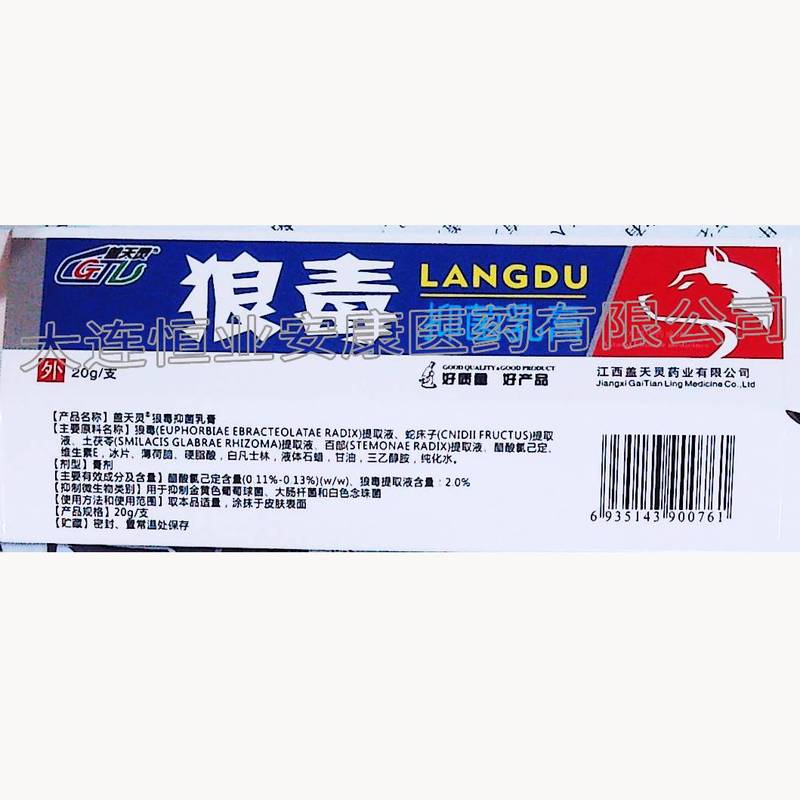 盖天灵®
GTL
狼毒
LANGDU
抑菌乳膏
大连恒业安康医药有限公司
外 20g/支
GOOD QUALITY & GOOD PRODUCT
好质量 好产品
江西盖天灵药业有限公司
Jiangxi GaiTian Ling Medicine Co.,Ltd
【产品名称】盖天灵®狼毒抑菌乳膏
【主要原料名称】狼毒(EUPHORBIAE EBRACTEOLATAE RADIX)提取液、蛇床子(CNIDII FRUCTUS)提取
液、土茯苓(SMILACIS GLABRAE RHIZOMA)提取液、百部(STEMONAE RADIX)提取液、醋酸氯己定、
维生素E，冰片、薄荷脑、硬脂酸，白凡士林，液体石蜡，甘油，三乙醇胺，纯化水。
【剂型】膏剂
【主要有效成分及含量】醋酸氯己定含量(0.11%-0.13%)(w/w)、狼毒提取液含量：2.0%
【抑制微生物类别】用于抑制金黄色葡萄球菌、大肠杆菌和白色念珠菌
【使用方法和使用范围】取本品适量，涂抹于皮肤表面
【产品规格】20g/支
【贮藏】密封、置常温处保存
6 935143 900761